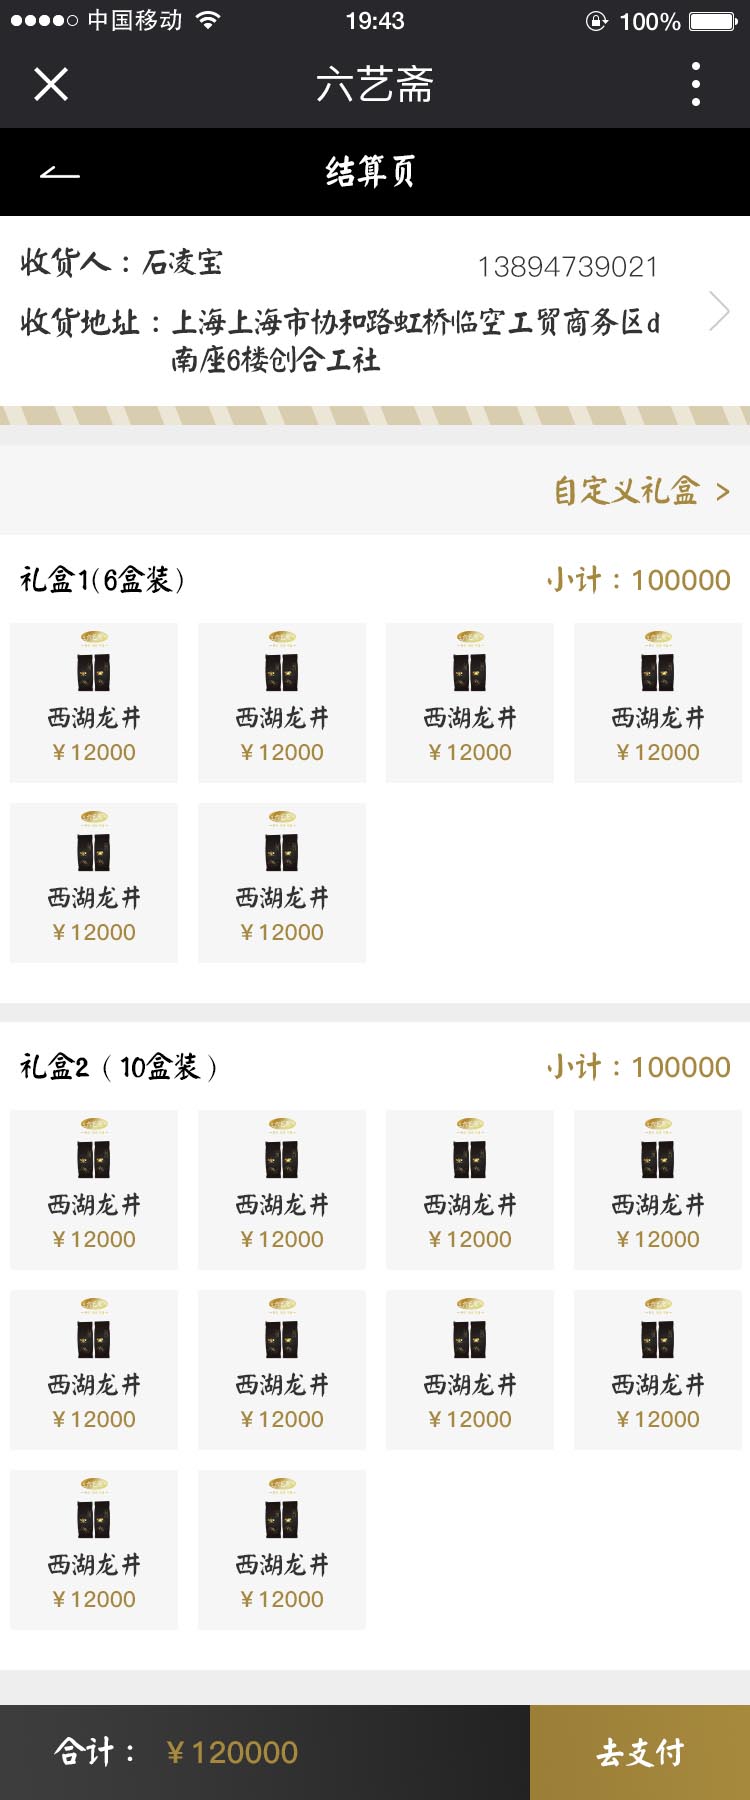 中国移动 19:43 100%
六艺斋
结算页
收货人：石凌宝 13894739021
收货地址：上海上海市协和路虹桥临空工贸商务区d
南座6楼创合工社
自定义礼盒 >
礼盒1(6盒装) 小计：100000
西湖龙井 西湖龙井 西湖龙井 西湖龙井
¥12000 ¥12000 ¥12000 ¥12000
西湖龙井 西湖龙井
¥12000 ¥12000
礼盒2（10盒装） 小计：100000
西湖龙井 西湖龙井 西湖龙井 西湖龙井
¥12000 ¥12000 ¥12000 ¥12000
西湖龙井 西湖龙井 西湖龙井 西湖龙井
¥12000 ¥12000 ¥12000 ¥12000
西湖龙井 西湖龙井
¥12000 ¥12000
合计： ¥120000 去支付